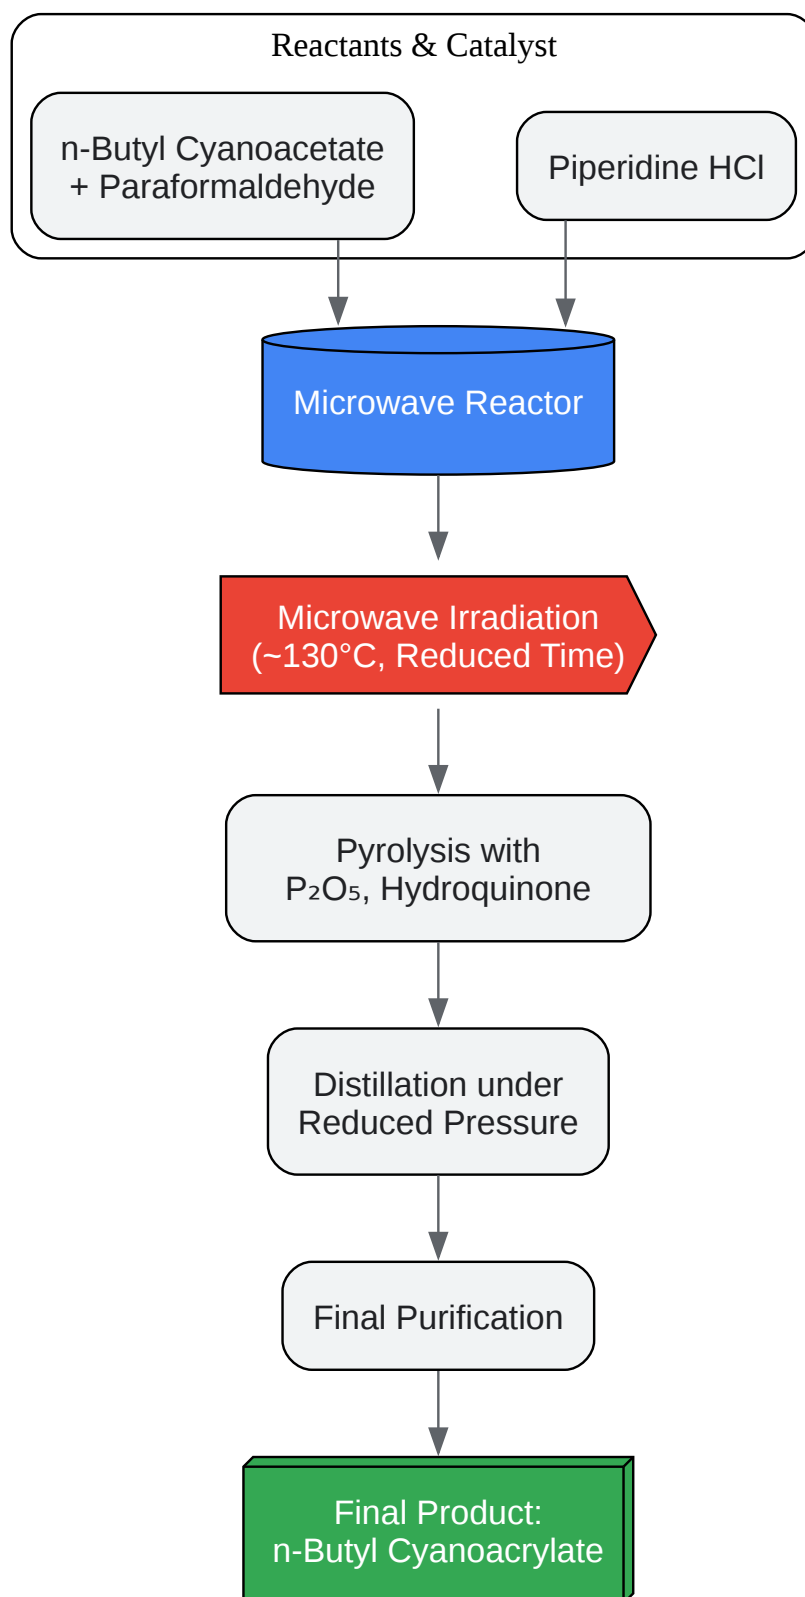 Reactants & Catalyst
n-Butyl Cyanoacetate
+ Paraformaldehyde
Piperidine HCl
Microwave Reactor
Microwave Irradiation
(~130°C, Reduced Time)
Pyrolysis with
P₂O₅, Hydroquinone
Distillation under
Reduced Pressure
Final Purification
Final Product:
n-Butyl Cyanoacrylate